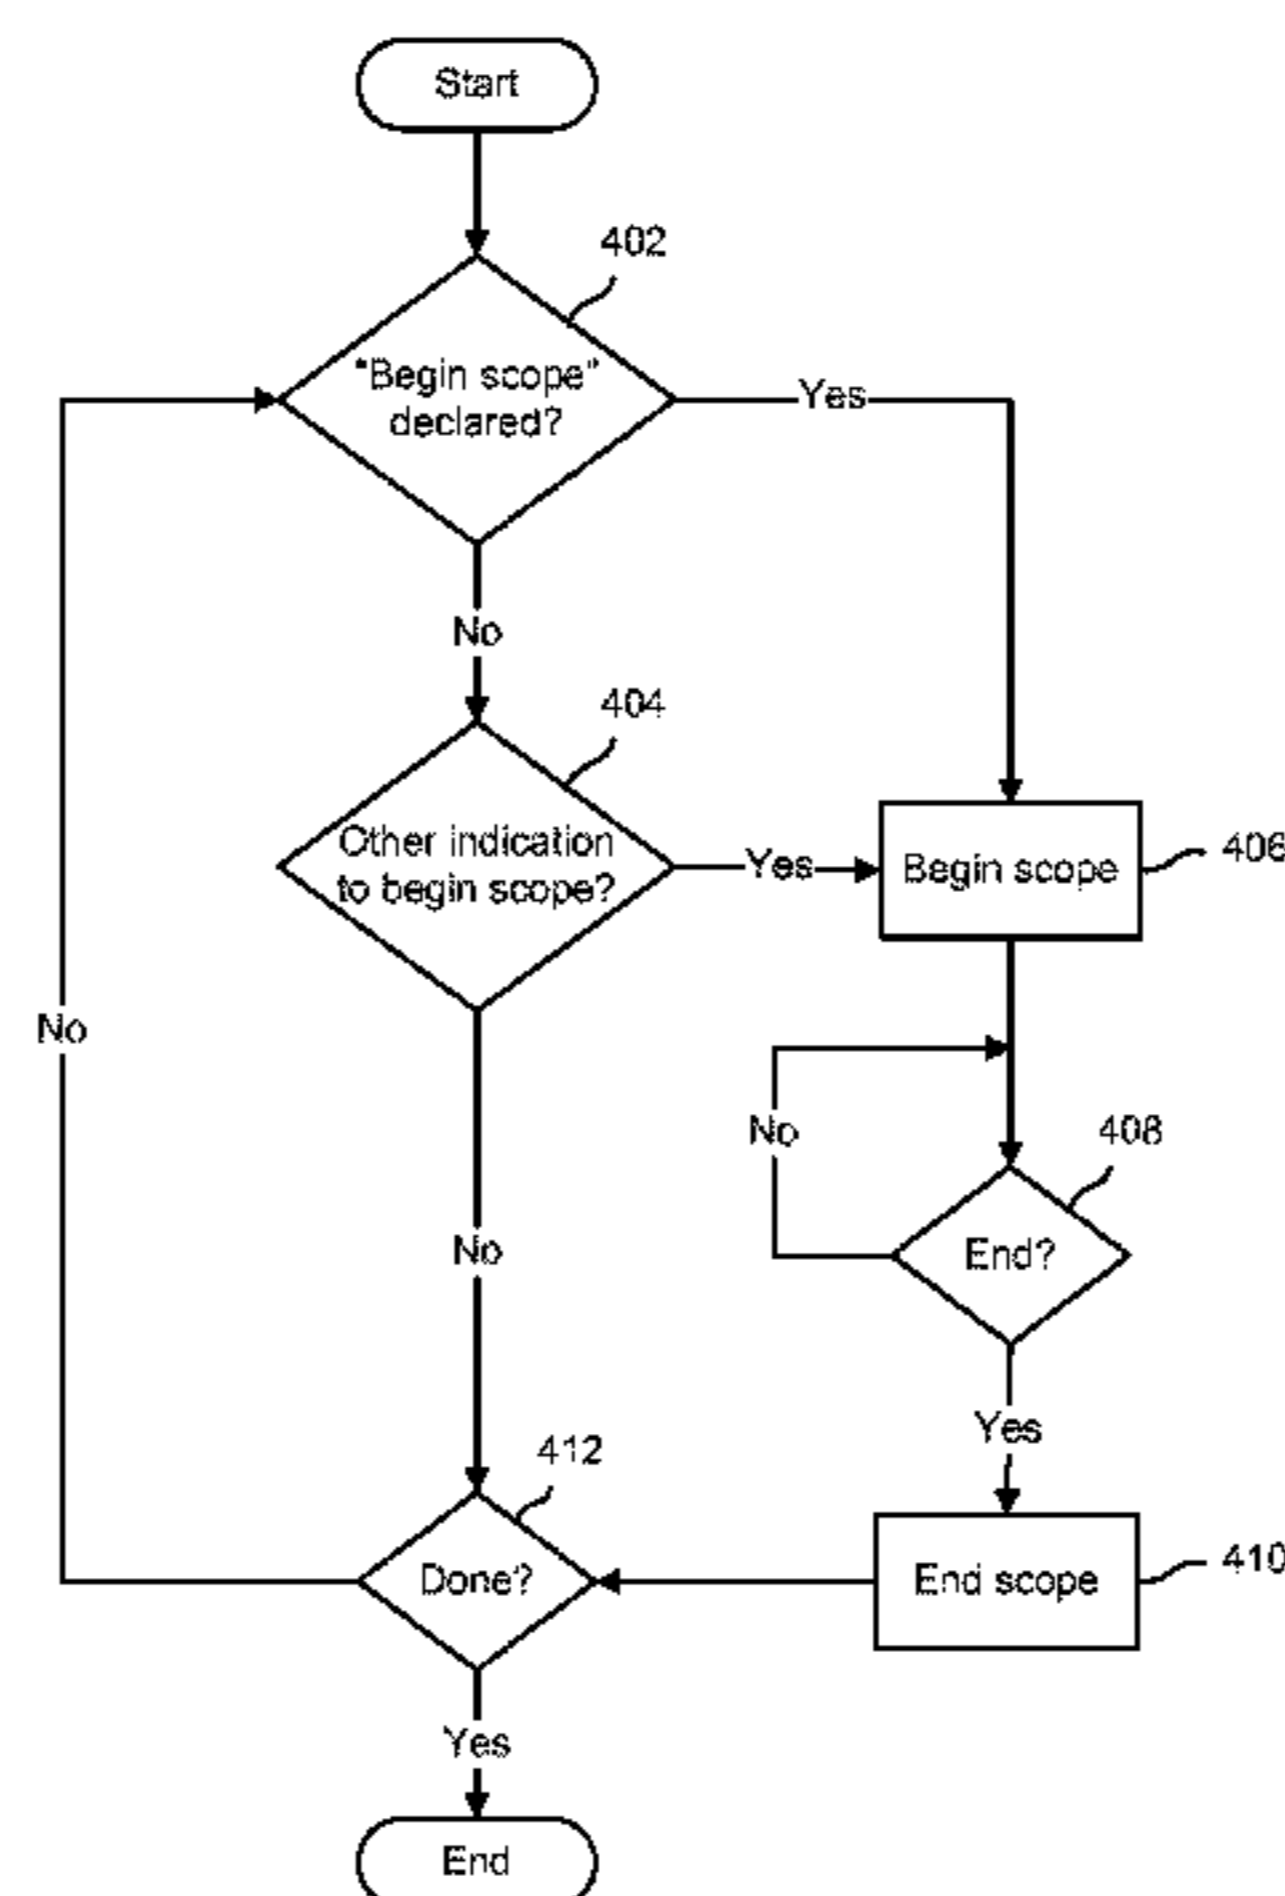 Start
402
"Begin scope"
declared?
Yes
No
404
Other indication
to begin scope?
Yes
Begin scope
406
No
No
408
End?
No
Yes
412
Done?
End scope
410
Yes
End